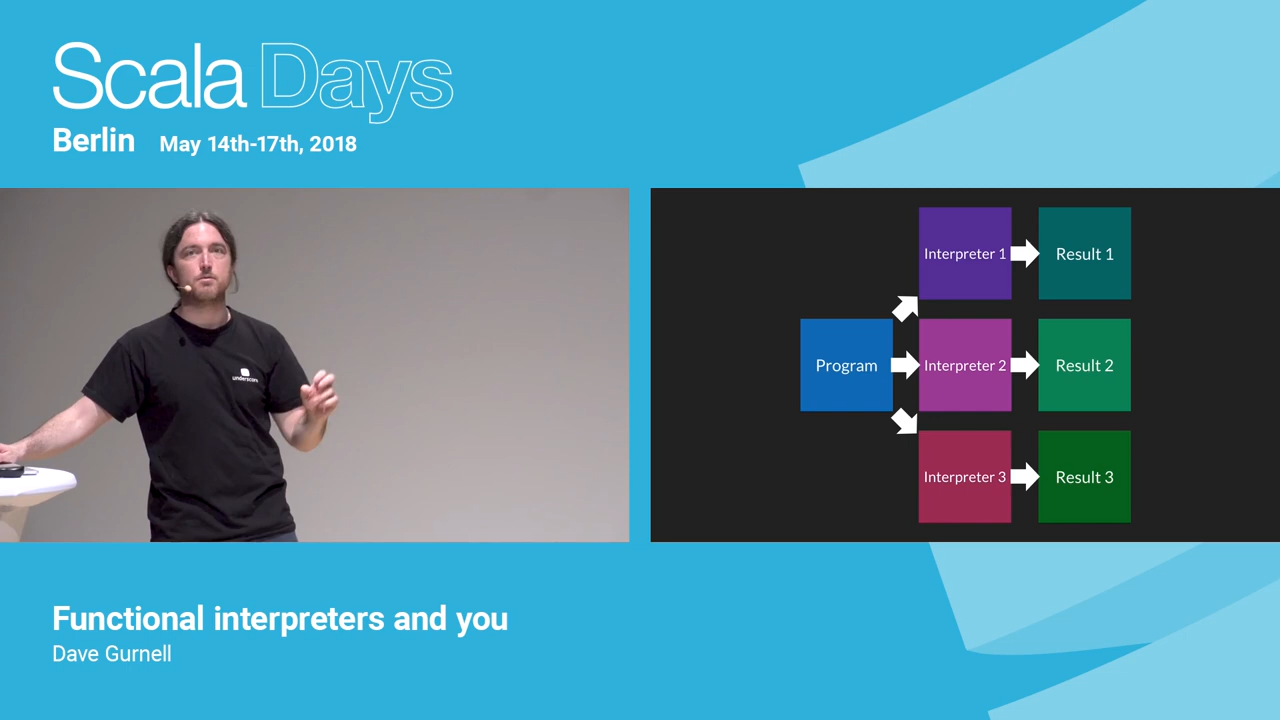 Scala Days
Berlin May 14th-17th, 2018
Interpreter 1
Result 1
Program
Interpreter 2
Result 2
Interpreter 3
Result 3
underscore
Functional interpreters and you
Dave Gurnell